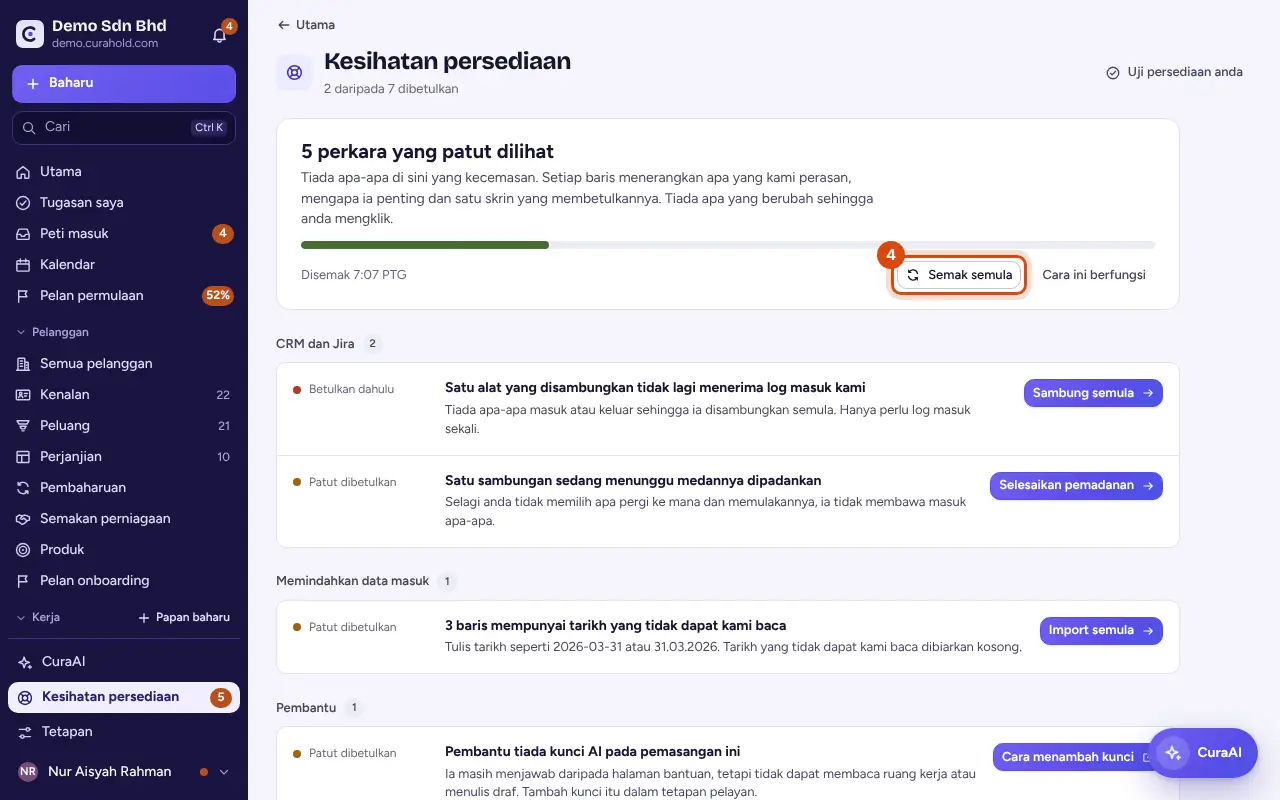 Demo Sdn Bhd
demo.curahold.com
4
Baharu
Cari
Ctrl K
Utama
Tugasan saya
Peti masuk
4
Kalendar
Pelan permulaan
52%
Pelanggan
Semua pelanggan
Kenalan
22
Peluang
21
Perjanjian
10
Pembaharuan
Semakan perniagaan
Produk
Pelan onboarding
Kerja
Papan baharu
CuraAI
Kesihatan persediaan
5
Tetapan
NR
Nur Aisyah Rahman
Utama
Kesihatan persediaan
2 daripada 7 dibetulkan
Uji persediaan anda
5 perkara yang patut dilihat
Tiada apa-apa di sini yang kecemasan. Setiap baris menerangkan apa yang kami perasan,
mengapa ia penting dan satu skrin yang membetulkannya. Tiada apa yang berubah sehingga
anda mengklik.
Disemak 7:07 PTG
4
Semak semula
Cara ini berfungsi
CRM dan Jira
2
Betulkan dahulu
Satu alat yang disambungkan tidak lagi menerima log masuk kami
Tiada apa-apa masuk atau keluar sehingga ia disambungkan semula. Hanya perlu log masuk
sekali.
Sambung semula
Patut dibetulkan
Satu sambungan sedang menunggu medannya dipadankan
Selagi anda tidak memilih apa pergi ke mana dan memulakannya, ia tidak membawa masuk
apa-apa.
Selesaikan pemadanan
Memindahkan data masuk
1
Patut dibetulkan
3 baris mempunyai tarikh yang tidak dapat kami baca
Tulis tarikh seperti 2026-03-31 atau 31.03.2026. Tarikh yang tidak dapat kami baca dibiarkan kosong.
Import semula
Pembantu
1
Patut dibetulkan
Pembantu tiada kunci AI pada pemasangan ini
Ia masih menjawab daripada halaman bantuan, tetapi tidak dapat membaca ruang kerja atau
menulis draf. Tambah kunci itu dalam tetapan pelayan.
Cara menambah kunci
CuraAI